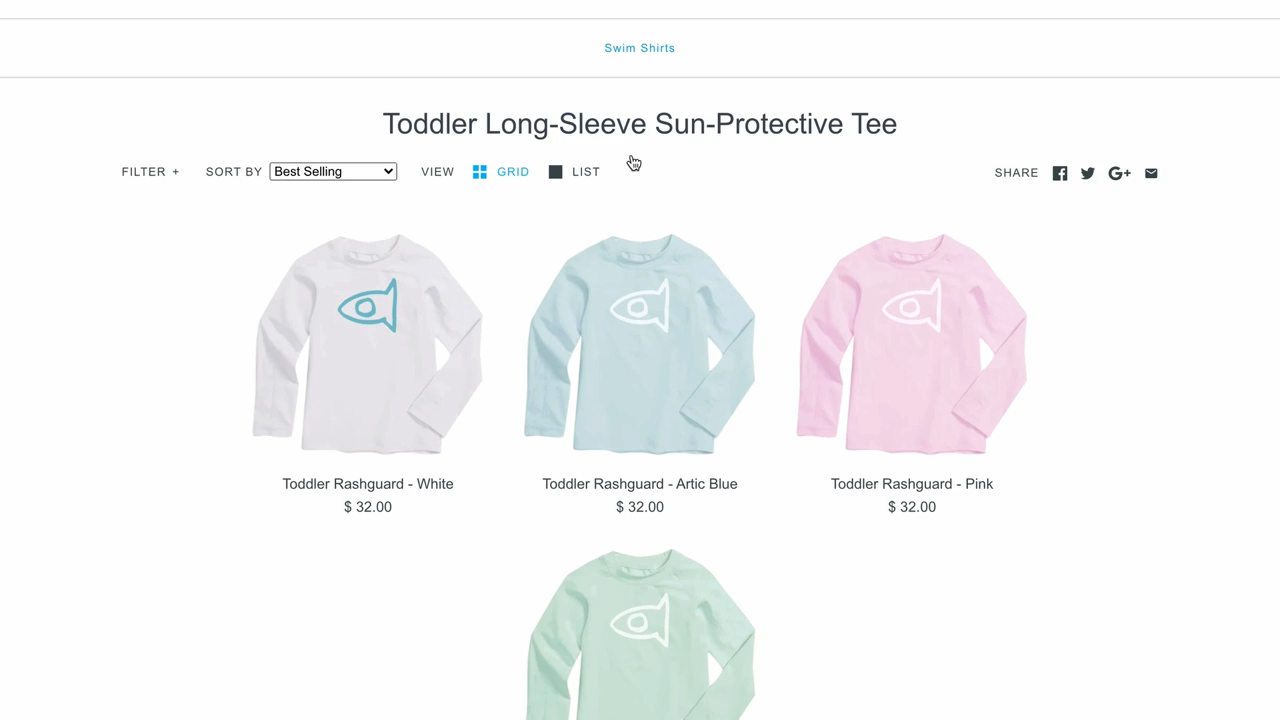 Swim Shirts
Toddler Long-Sleeve Sun-Protective Tee
FILTER + SORT BY Best Selling VIEW GRID LIST SHARE
Toddler Rashguard - White
$ 32.00
Toddler Rashguard - Artic Blue
$ 32.00
Toddler Rashguard - Pink
$ 32.00